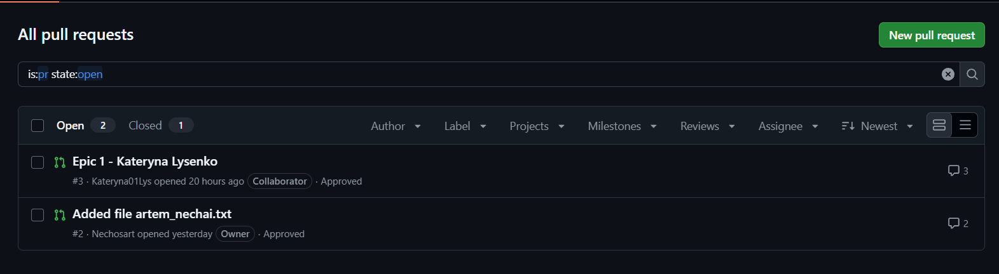 All pull requests
New pull request
is:pr state:open
Open 2 Closed 1 Author Label Projects Milestones Reviews Assignee Newest
Epic 1 - Kateryna Lysenko
#3 · Kateryna01Lys opened 20 hours ago Collaborator · Approved
3
Added file artem_nechai.txt
#2 · Nechosart opened yesterday Owner · Approved
2